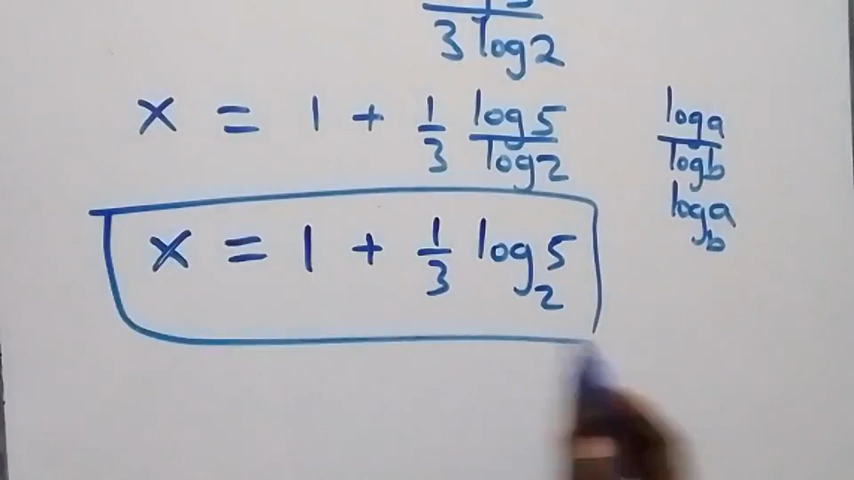 3 log2
x = 1 + 1/3 log5/log2
x = 1 + 1/3 log₂5
loga/logb
log_b a